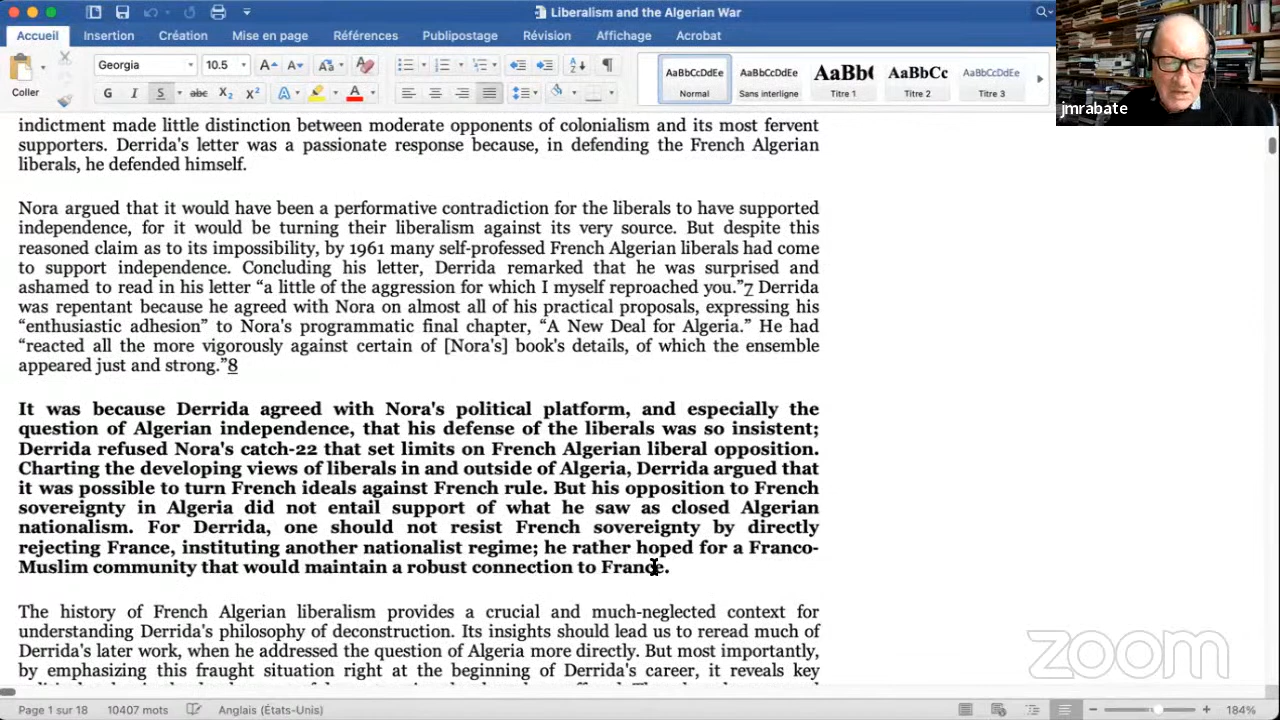 Liberalism and the Algerian War
Accueil Insertion Création Mise en page Références Publipostage Révision Affichage Acrobat
Coller
Georgia 10.5
AaBbCcDdEe AaBbCcDdEe AaBb( AaBbCc AaBbCcDdEe
Normal Sans interligne Titre 1 Titre 2 Titre 3
jmrabate
indictment made little distinction between moderate opponents of colonialism and its most fervent
supporters. Derrida's letter was a passionate response because, in defending the French Algerian
liberals, he defended himself.
Nora argued that it would have been a performative contradiction for the liberals to have supported
independence, for it would be turning their liberalism against its very source. But despite this
reasoned claim as to its impossibility, by 1961 many self-professed French Algerian liberals had come
to support independence. Concluding his letter, Derrida remarked that he was surprised and
ashamed to read in his letter “a little of the aggression for which I myself reproached you.”7 Derrida
was repentant because he agreed with Nora on almost all of his practical proposals, expressing his
“enthusiastic adhesion” to Nora's programmatic final chapter, “A New Deal for Algeria.” He had
“reacted all the more vigorously against certain of [Nora's] book's details, of which the ensemble
appeared just and strong.”8
It was because Derrida agreed with Nora's political platform, and especially the
question of Algerian independence, that his defense of the liberals was so insistent;
Derrida refused Nora's catch-22 that set limits on French Algerian liberal opposition.
Charting the developing views of liberals in and outside of Algeria, Derrida argued that
it was possible to turn French ideals against French rule. But his opposition to French
sovereignty in Algeria did not entail support of what he saw as closed Algerian
nationalism. For Derrida, one should not resist French sovereignty by directly
rejecting France, instituting another nationalist regime; he rather hoped for a Franco-
Muslim community that would maintain a robust connection to France.
The history of French Algerian liberalism provides a crucial and much-neglected context for
understanding Derrida's philosophy of deconstruction. Its insights should lead us to reread much of
Derrida's later work, when he addressed the question of Algeria more directly. But most importantly,
by emphasizing this fraught situation right at the beginning of Derrida's career, it reveals key
zoom
Page 1 sur 18 10407 mots Anglais (États-Unis) 184%